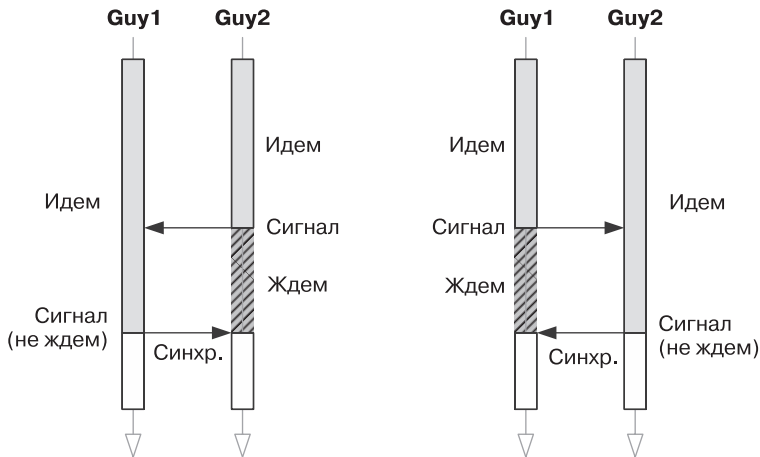 Guy1
Guy2
Идем
Идем
Сигнал
Ждем
Сигнал
(не ждем)
Синхр.
Guy1
Guy2
Идем
Идем
Сигнал
Ждем
Сигнал
(не ждем)
Синхр.